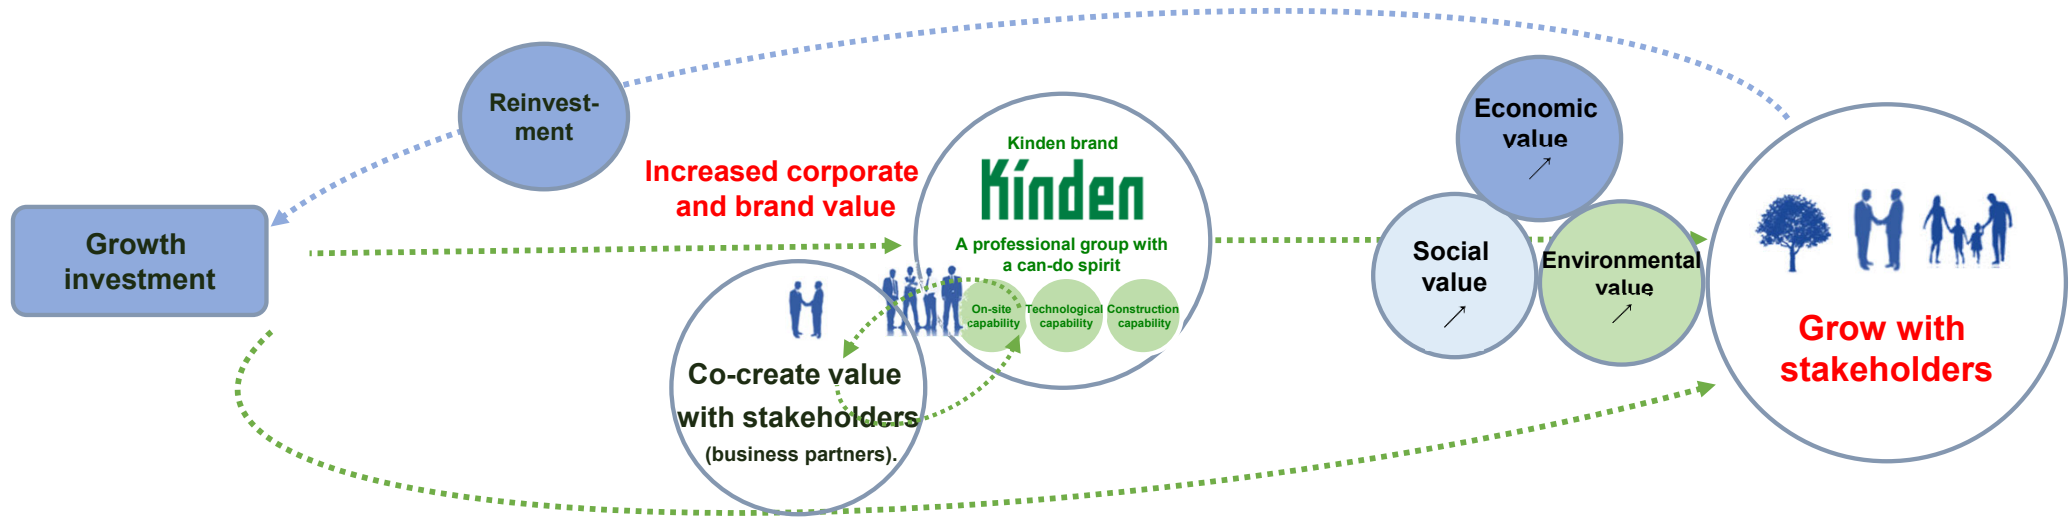 Reinvest-
ment
Growth
investment
Increased corporate
and brand value
Kinden brand
Kinden
A professional group with
a can-do spirit
On-site
capability
Technological
capability
Construction
capability
Co-create value
with stakeholders
(business partners).
Economic
value
↗
Social
value
↗
Environmental
value
↗
Grow with
stakeholders